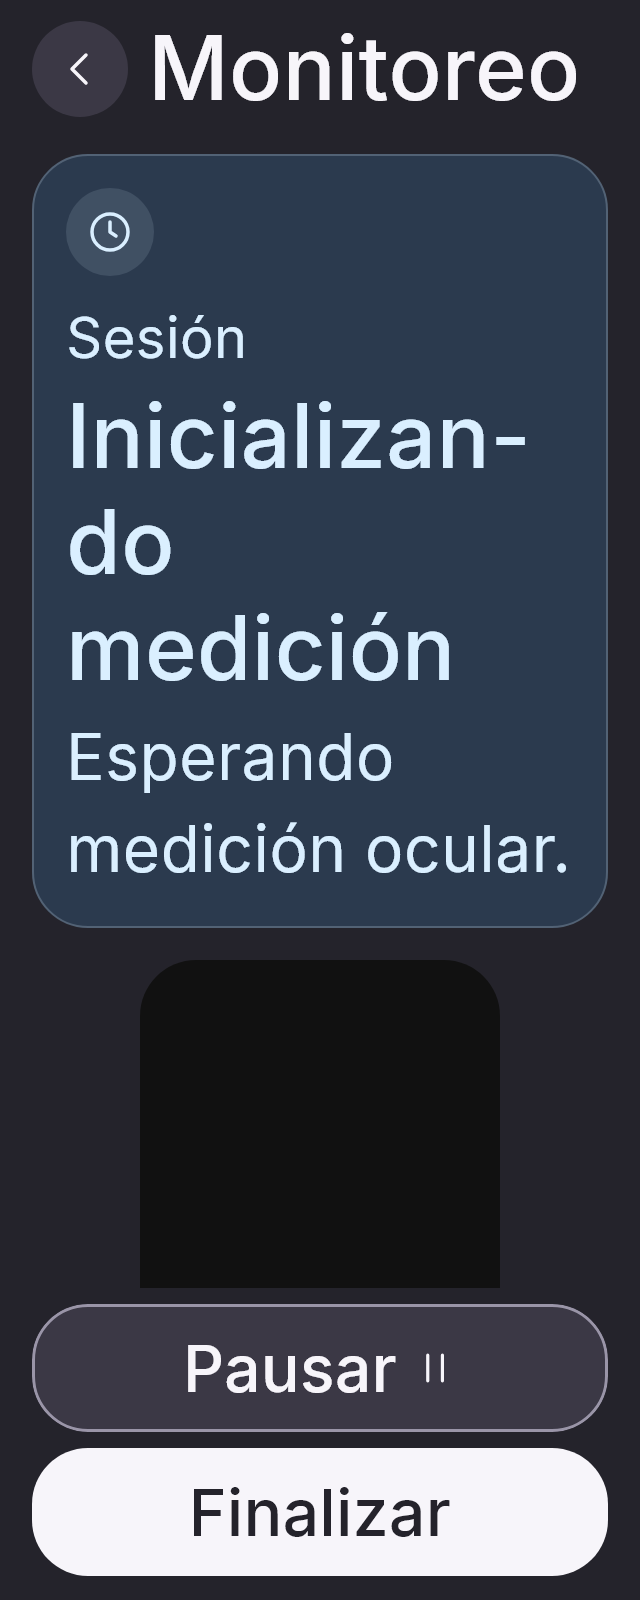 Monitoreo
Sesión
Inicializan-
do
medición
Esperando
medición ocular.
Pausar
Finalizar